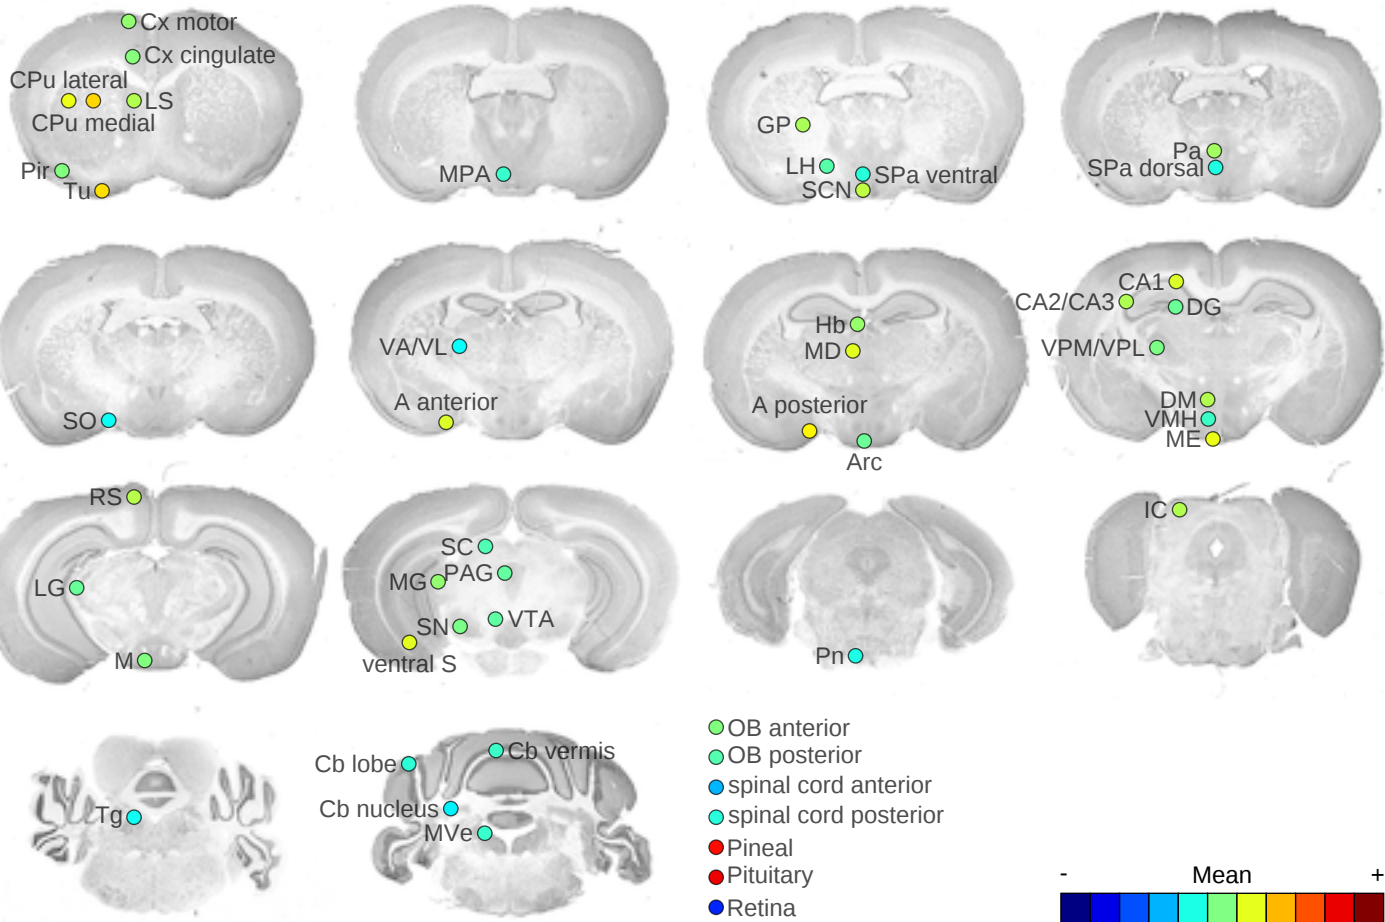 Cx motor
Cx cingulate
CPu lateral
LS
CPu medial
Pir
Tu
MPA
GP
LH
SPa ventral
SCN
Pa
SPa dorsal
SO
VA/VL
A anterior
Hb
MD
A posterior
Arc
CA1
CA2/CA3
DG
VPM/VPL
DM
VMH
ME
RS
LG
M
SC
PAG
MG
VTA
SN
ventral S
Pn
IC
Tg
Cb vermis
Cb lobe
Cb nucleus
MVe
OB anterior
OB posterior
spinal cord anterior
spinal cord posterior
Pineal
Pituitary
Retina
- Mean +